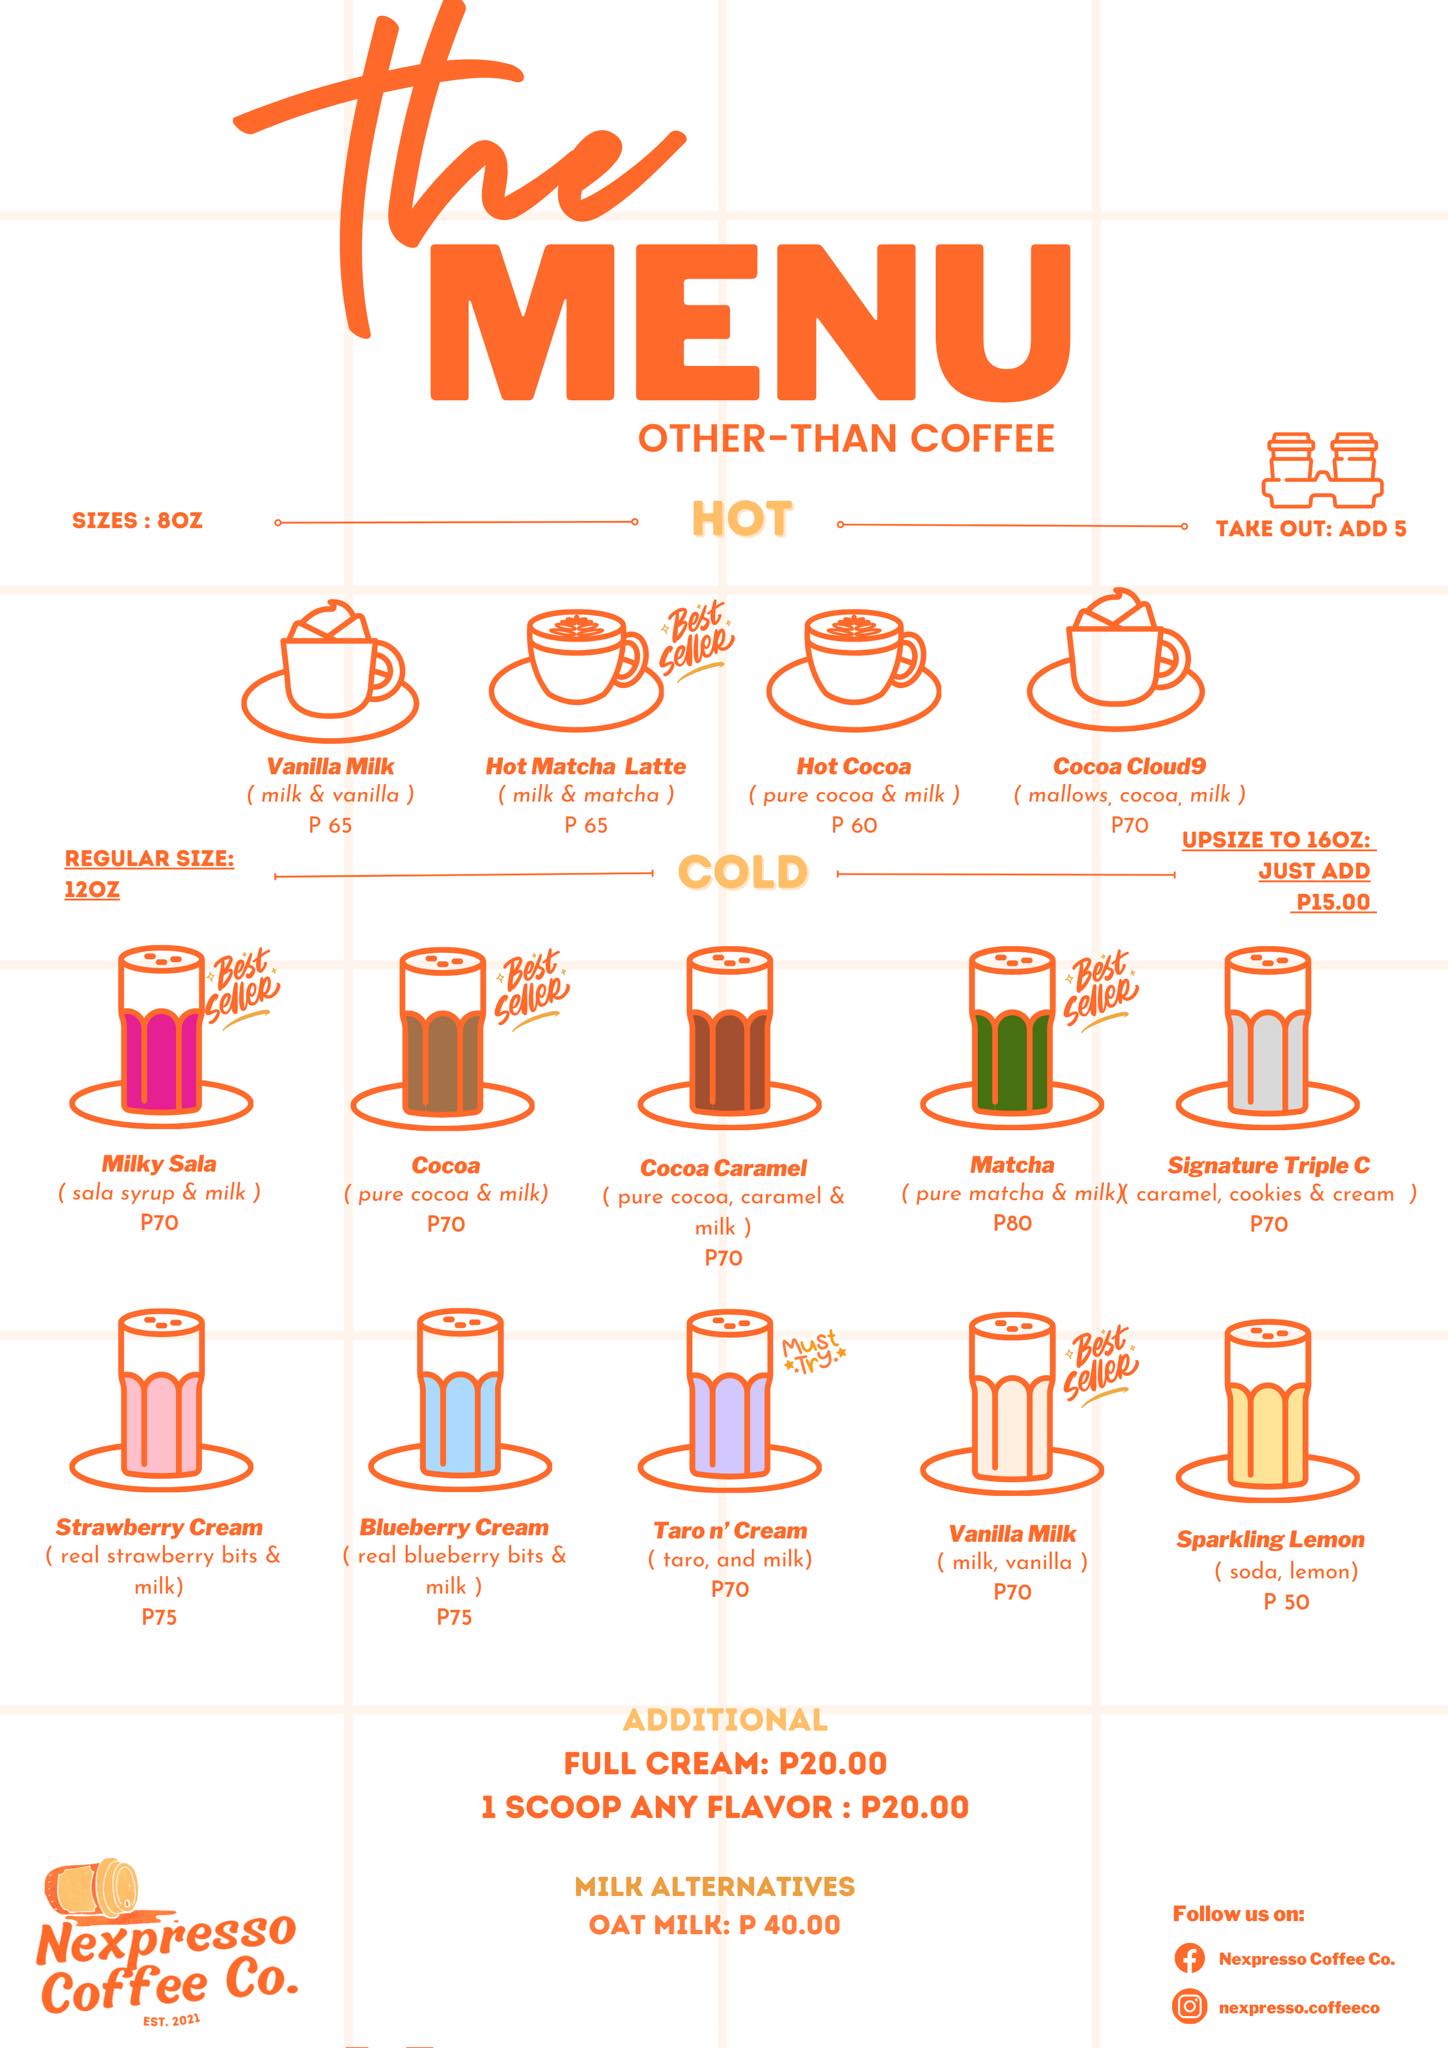 The
MENU
OTHER-THAN COFFEE
SIZES : 8OZ
HOT
TAKE OUT: ADD 5
Best
Seller
Vanilla Milk
( milk & vanilla )
P 65
Hot Matcha Latte
( milk & matcha )
P 65
Hot Cocoa
( pure cocoa & milk )
P 60
Cocoa Cloud9
( mallows, cocoa, milk )
P70
REGULAR SIZE:
12OZ
COLD
UPSIZE TO 16OZ:
JUST ADD
P15.00
Best
Seller
Best
Seller
Best
Seller
Milky Sala
( sala syrup & milk )
P70
Cocoa
( pure cocoa & milk)
P70
Cocoa Caramel
( pure cocoa, caramel &
milk )
P70
Matcha
( pure matcha & milk)
P80
Signature Triple C
( caramel, cookies & cream )
P70
Must
Try
Best
Seller
Strawberry Cream
( real strawberry bits &
milk)
P75
Blueberry Cream
( real blueberry bits &
milk )
P75
Taro n' Cream
( taro, and milk)
P70
Vanilla Milk
( milk, vanilla )
P70
Sparkling Lemon
( soda, lemon)
P 50
ADDITIONAL
FULL CREAM: P20.00
1 SCOOP ANY FLAVOR : P20.00
MILK ALTERNATIVES
OAT MILK: P 40.00
Nexpresso
Coffee Co.
EST. 2021
Follow us on:
Nexpresso Coffee Co.
nexpresso.coffeeco